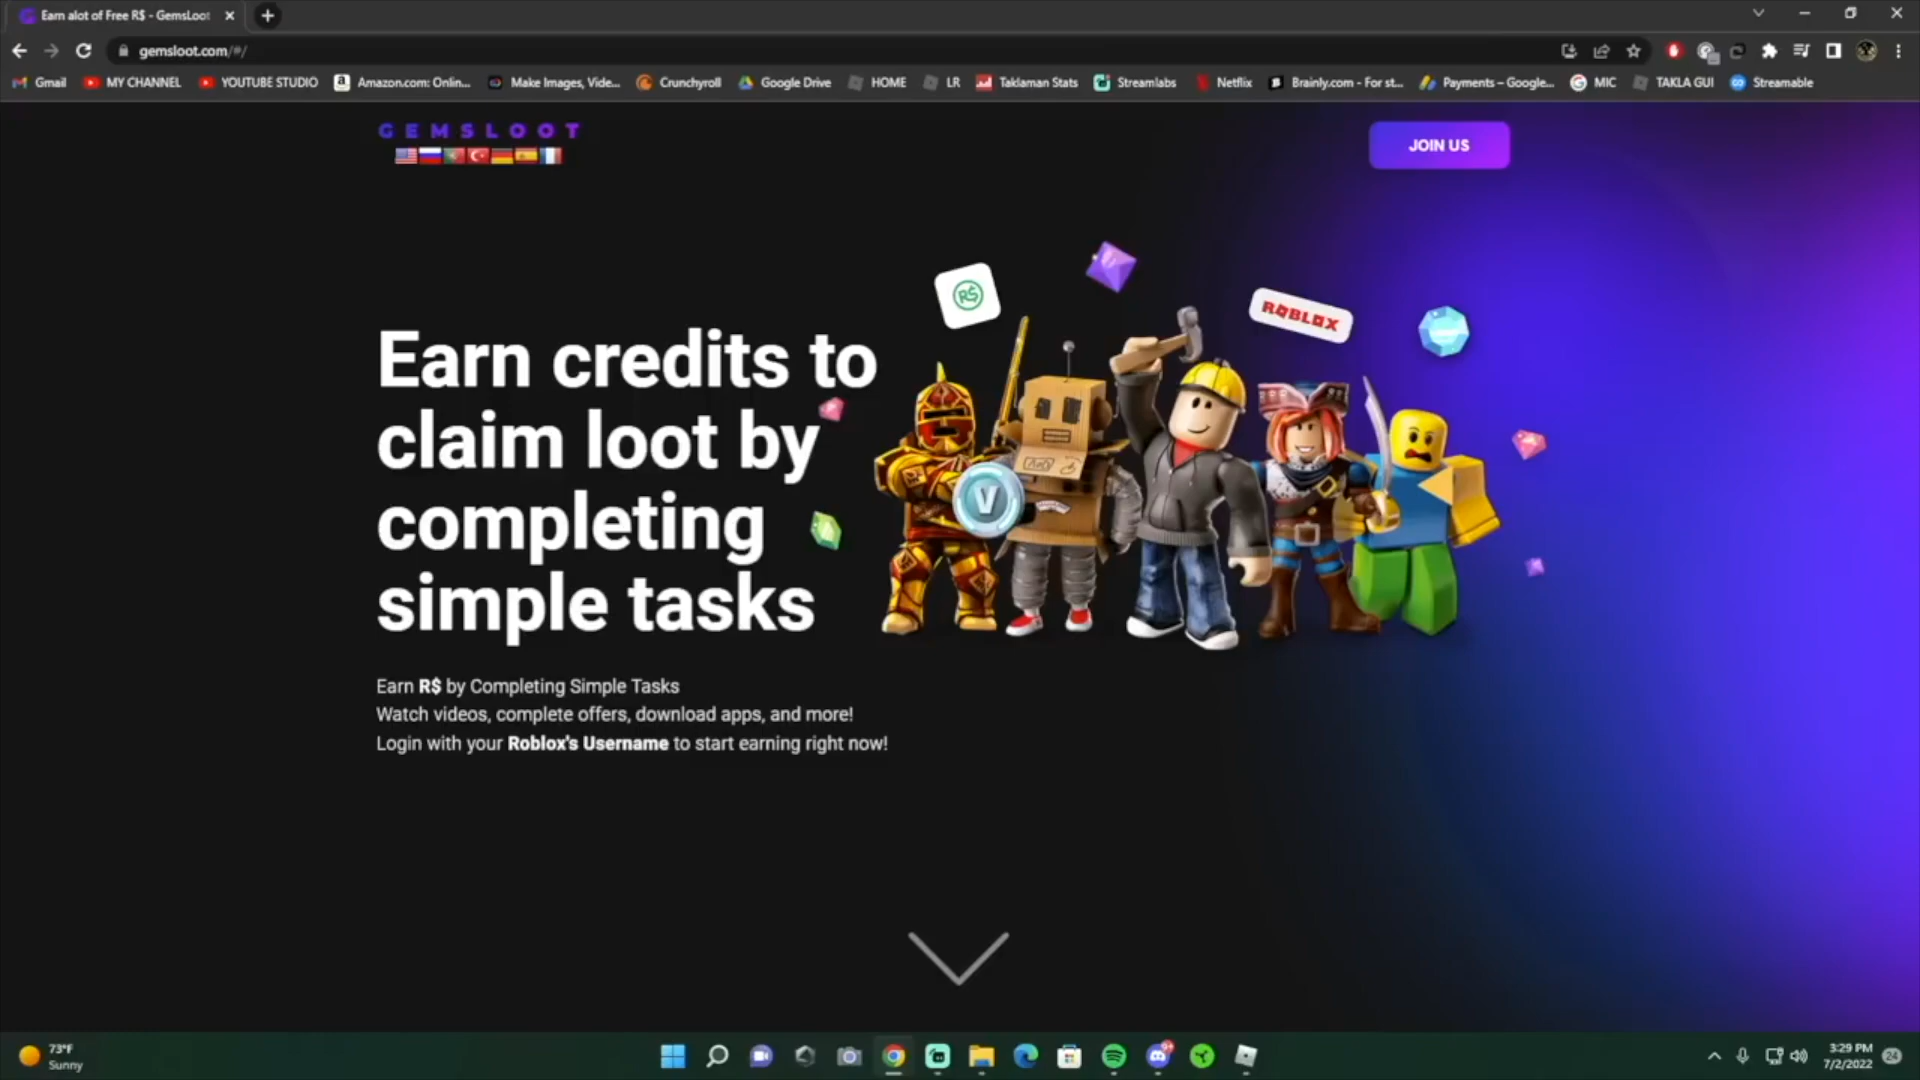 Earn alot of Free R$ - GemsLoot
gemsloot.com/#/
Gmail
MY CHANNEL
YOUTUBE STUDIO
Amazon.com: Onlin...
Make Images, Vide...
Crunchyroll
Google Drive
HOME
LR
Taklaman Stats
Streamlabs
Netflix
Brainly.com - For st...
Payments – Google...
MIC
TAKLA GUI
Streamable
GEMSLOOT
JOIN US
R$
ROBLOX
V
Earn credits to
claim loot by
completing
simple tasks
Earn R$ by Completing Simple Tasks
Watch videos, complete offers, download apps, and more!
Login with your Roblox's Username to start earning right now!
73°F
Sunny
9+
3:29 PM
7/2/2022
24